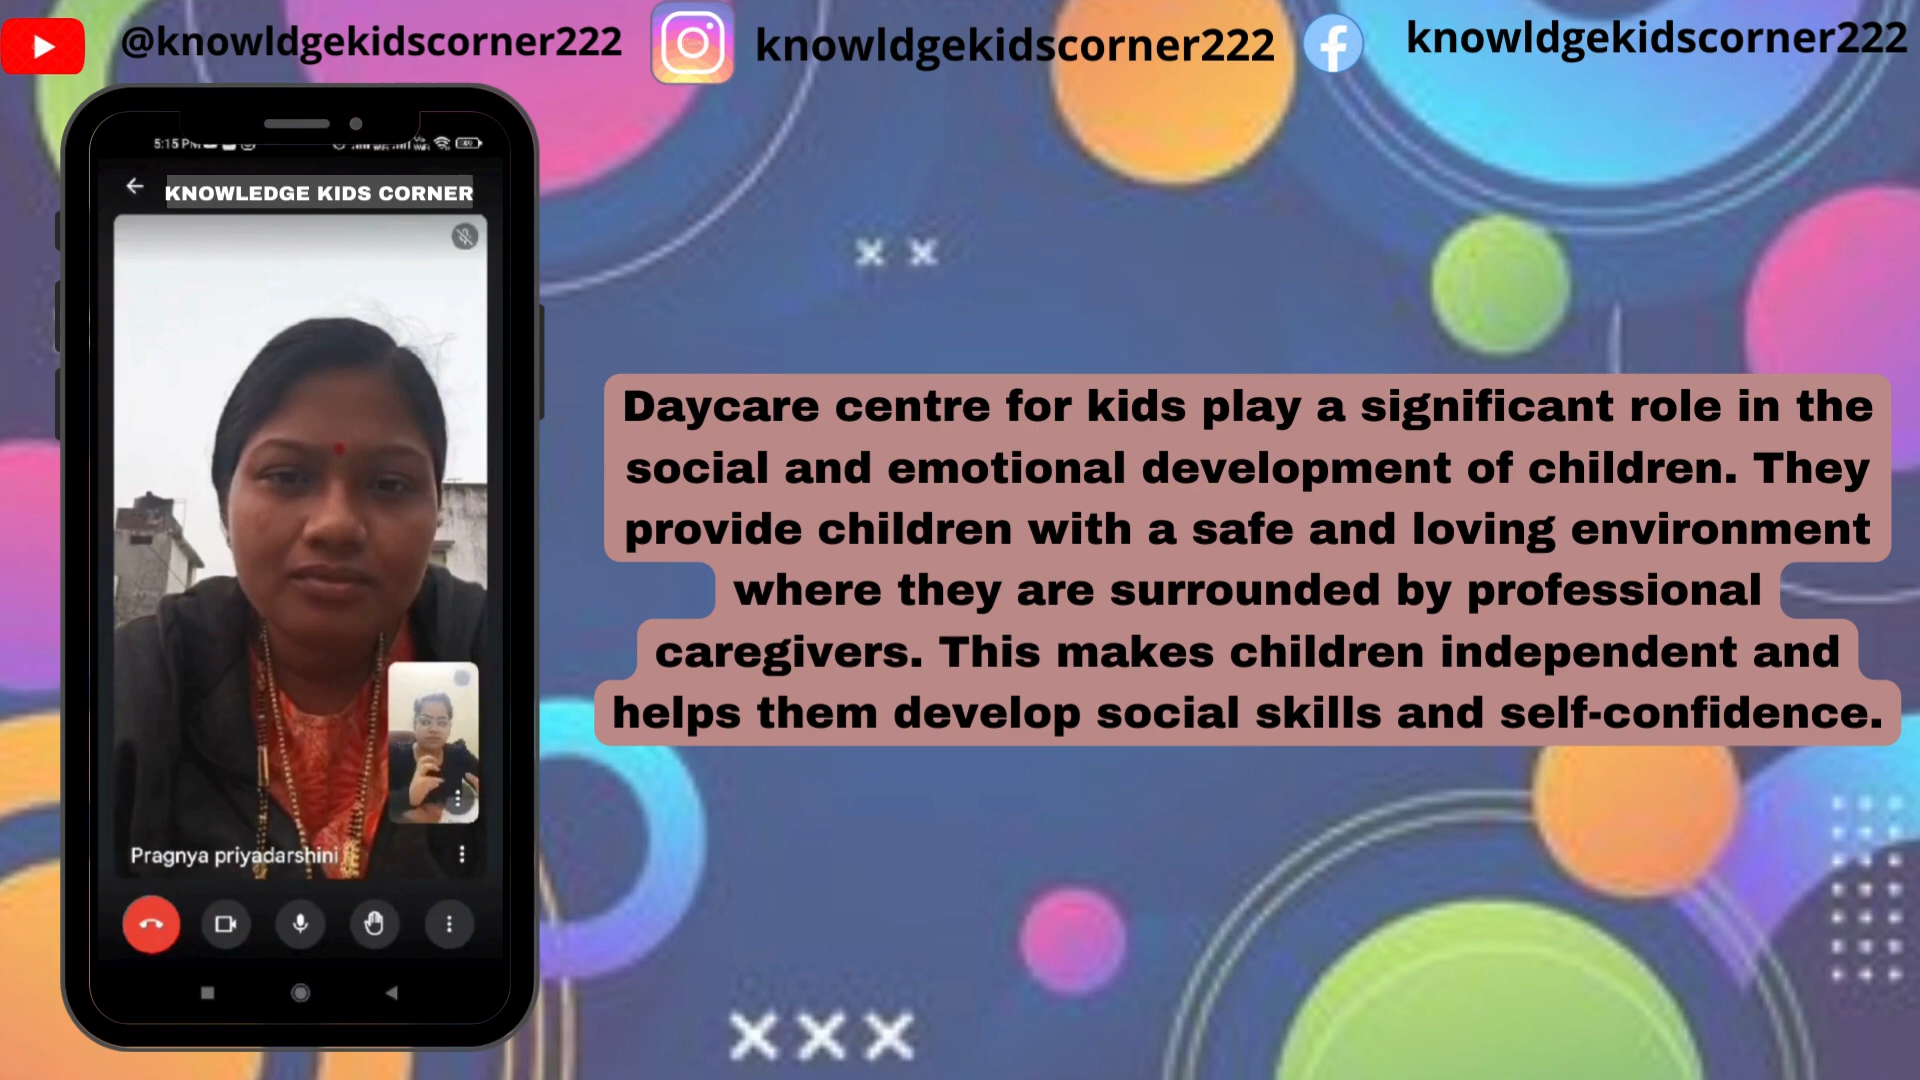 @knowldgekidscorner222
knowldgekidscorner222
knowldgekidscorner222
5:15 PM
KNOWLEDGE KIDS CORNER
Pragnya priyadarshini
Daycare centre for kids play a significant role in the
social and emotional development of children. They
provide children with a safe and loving environment
where they are surrounded by professional
caregivers. This makes children independent and
helps them develop social skills and self-confidence.